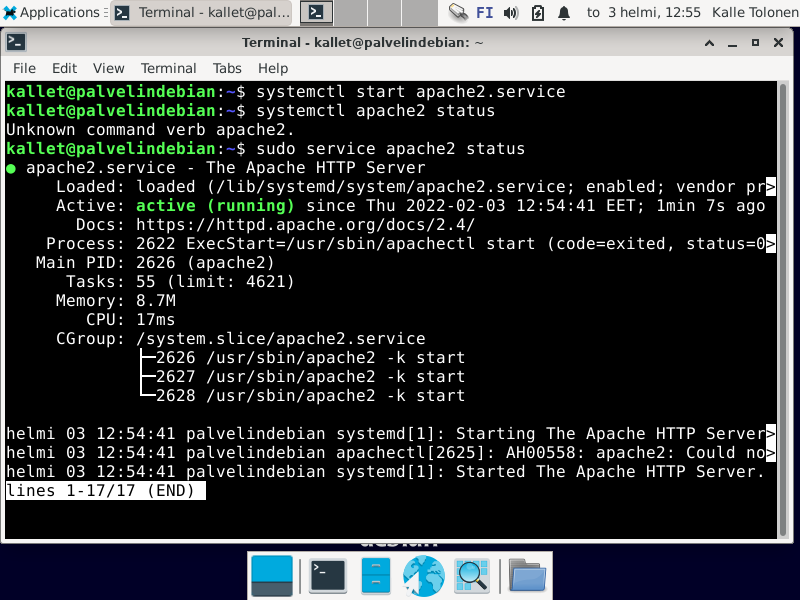 Applications
Terminal - kallet@pal...
FI
to 3 helmi, 12:55
Kalle Tolonen
Terminal - kallet@palvelindebian: ~
File Edit View Terminal Tabs Help
kallet@palvelindebian:~$ systemctl start apache2.service
kallet@palvelindebian:~$ systemctl apache2 status
Unknown command verb apache2.
kallet@palvelindebian:~$ sudo service apache2 status
● apache2.service - The Apache HTTP Server
Loaded: loaded (/lib/systemd/system/apache2.service; enabled; vendor pr>
Active: active (running) since Thu 2022-02-03 12:54:41 EET; 1min 7s ago
Docs: https://httpd.apache.org/docs/2.4/
Process: 2622 ExecStart=/usr/sbin/apachectl start (code=exited, status=0>
Main PID: 2626 (apache2)
Tasks: 55 (limit: 4621)
Memory: 8.7M
CPU: 17ms
CGroup: /system.slice/apache2.service
├─2626 /usr/sbin/apache2 -k start
├─2627 /usr/sbin/apache2 -k start
└─2628 /usr/sbin/apache2 -k start
helmi 03 12:54:41 palvelindebian systemd[1]: Starting The Apache HTTP Server>
helmi 03 12:54:41 palvelindebian apachectl[2625]: AH00558: apache2: Could no>
helmi 03 12:54:41 palvelindebian systemd[1]: Started The Apache HTTP Server.
lines 1-17/17 (END)